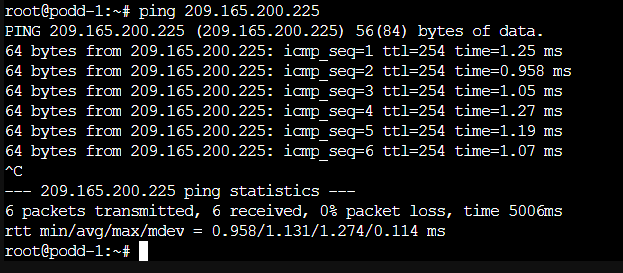 root@podd-1:~# ping 209.165.200.225
PING 209.165.200.225 (209.165.200.225) 56(84) bytes of data.
64 bytes from 209.165.200.225: icmp_seq=1 ttl=254 time=1.25 ms
64 bytes from 209.165.200.225: icmp_seq=2 ttl=254 time=0.958 ms
64 bytes from 209.165.200.225: icmp_seq=3 ttl=254 time=1.05 ms
64 bytes from 209.165.200.225: icmp_seq=4 ttl=254 time=1.27 ms
64 bytes from 209.165.200.225: icmp_seq=5 ttl=254 time=1.19 ms
64 bytes from 209.165.200.225: icmp_seq=6 ttl=254 time=1.07 ms
^C
--- 209.165.200.225 ping statistics ---
6 packets transmitted, 6 received, 0% packet loss, time 5006ms
rtt min/avg/max/mdev = 0.958/1.131/1.274/0.114 ms
root@podd-1:~#